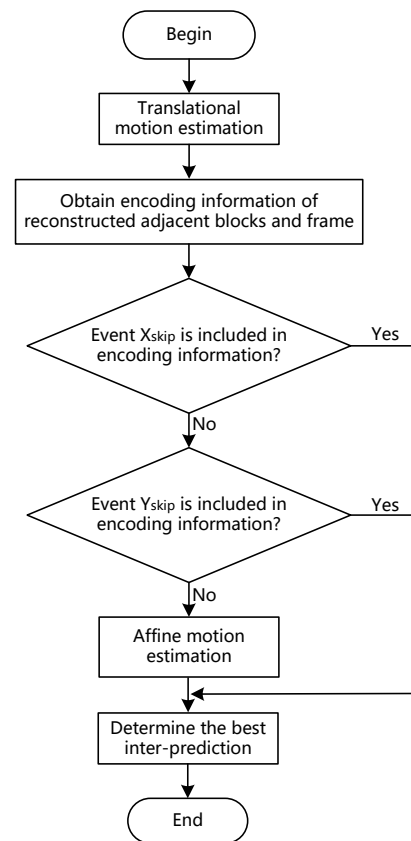 Begin
Translational
motion estimation
Obtain encoding information of
reconstructed adjacent blocks and frame
Event Xskip is included in
encoding information?
Yes
No
Event Yskip is included in
encoding information?
Yes
No
Affine motion
estimation
Determine the best
inter-prediction
End